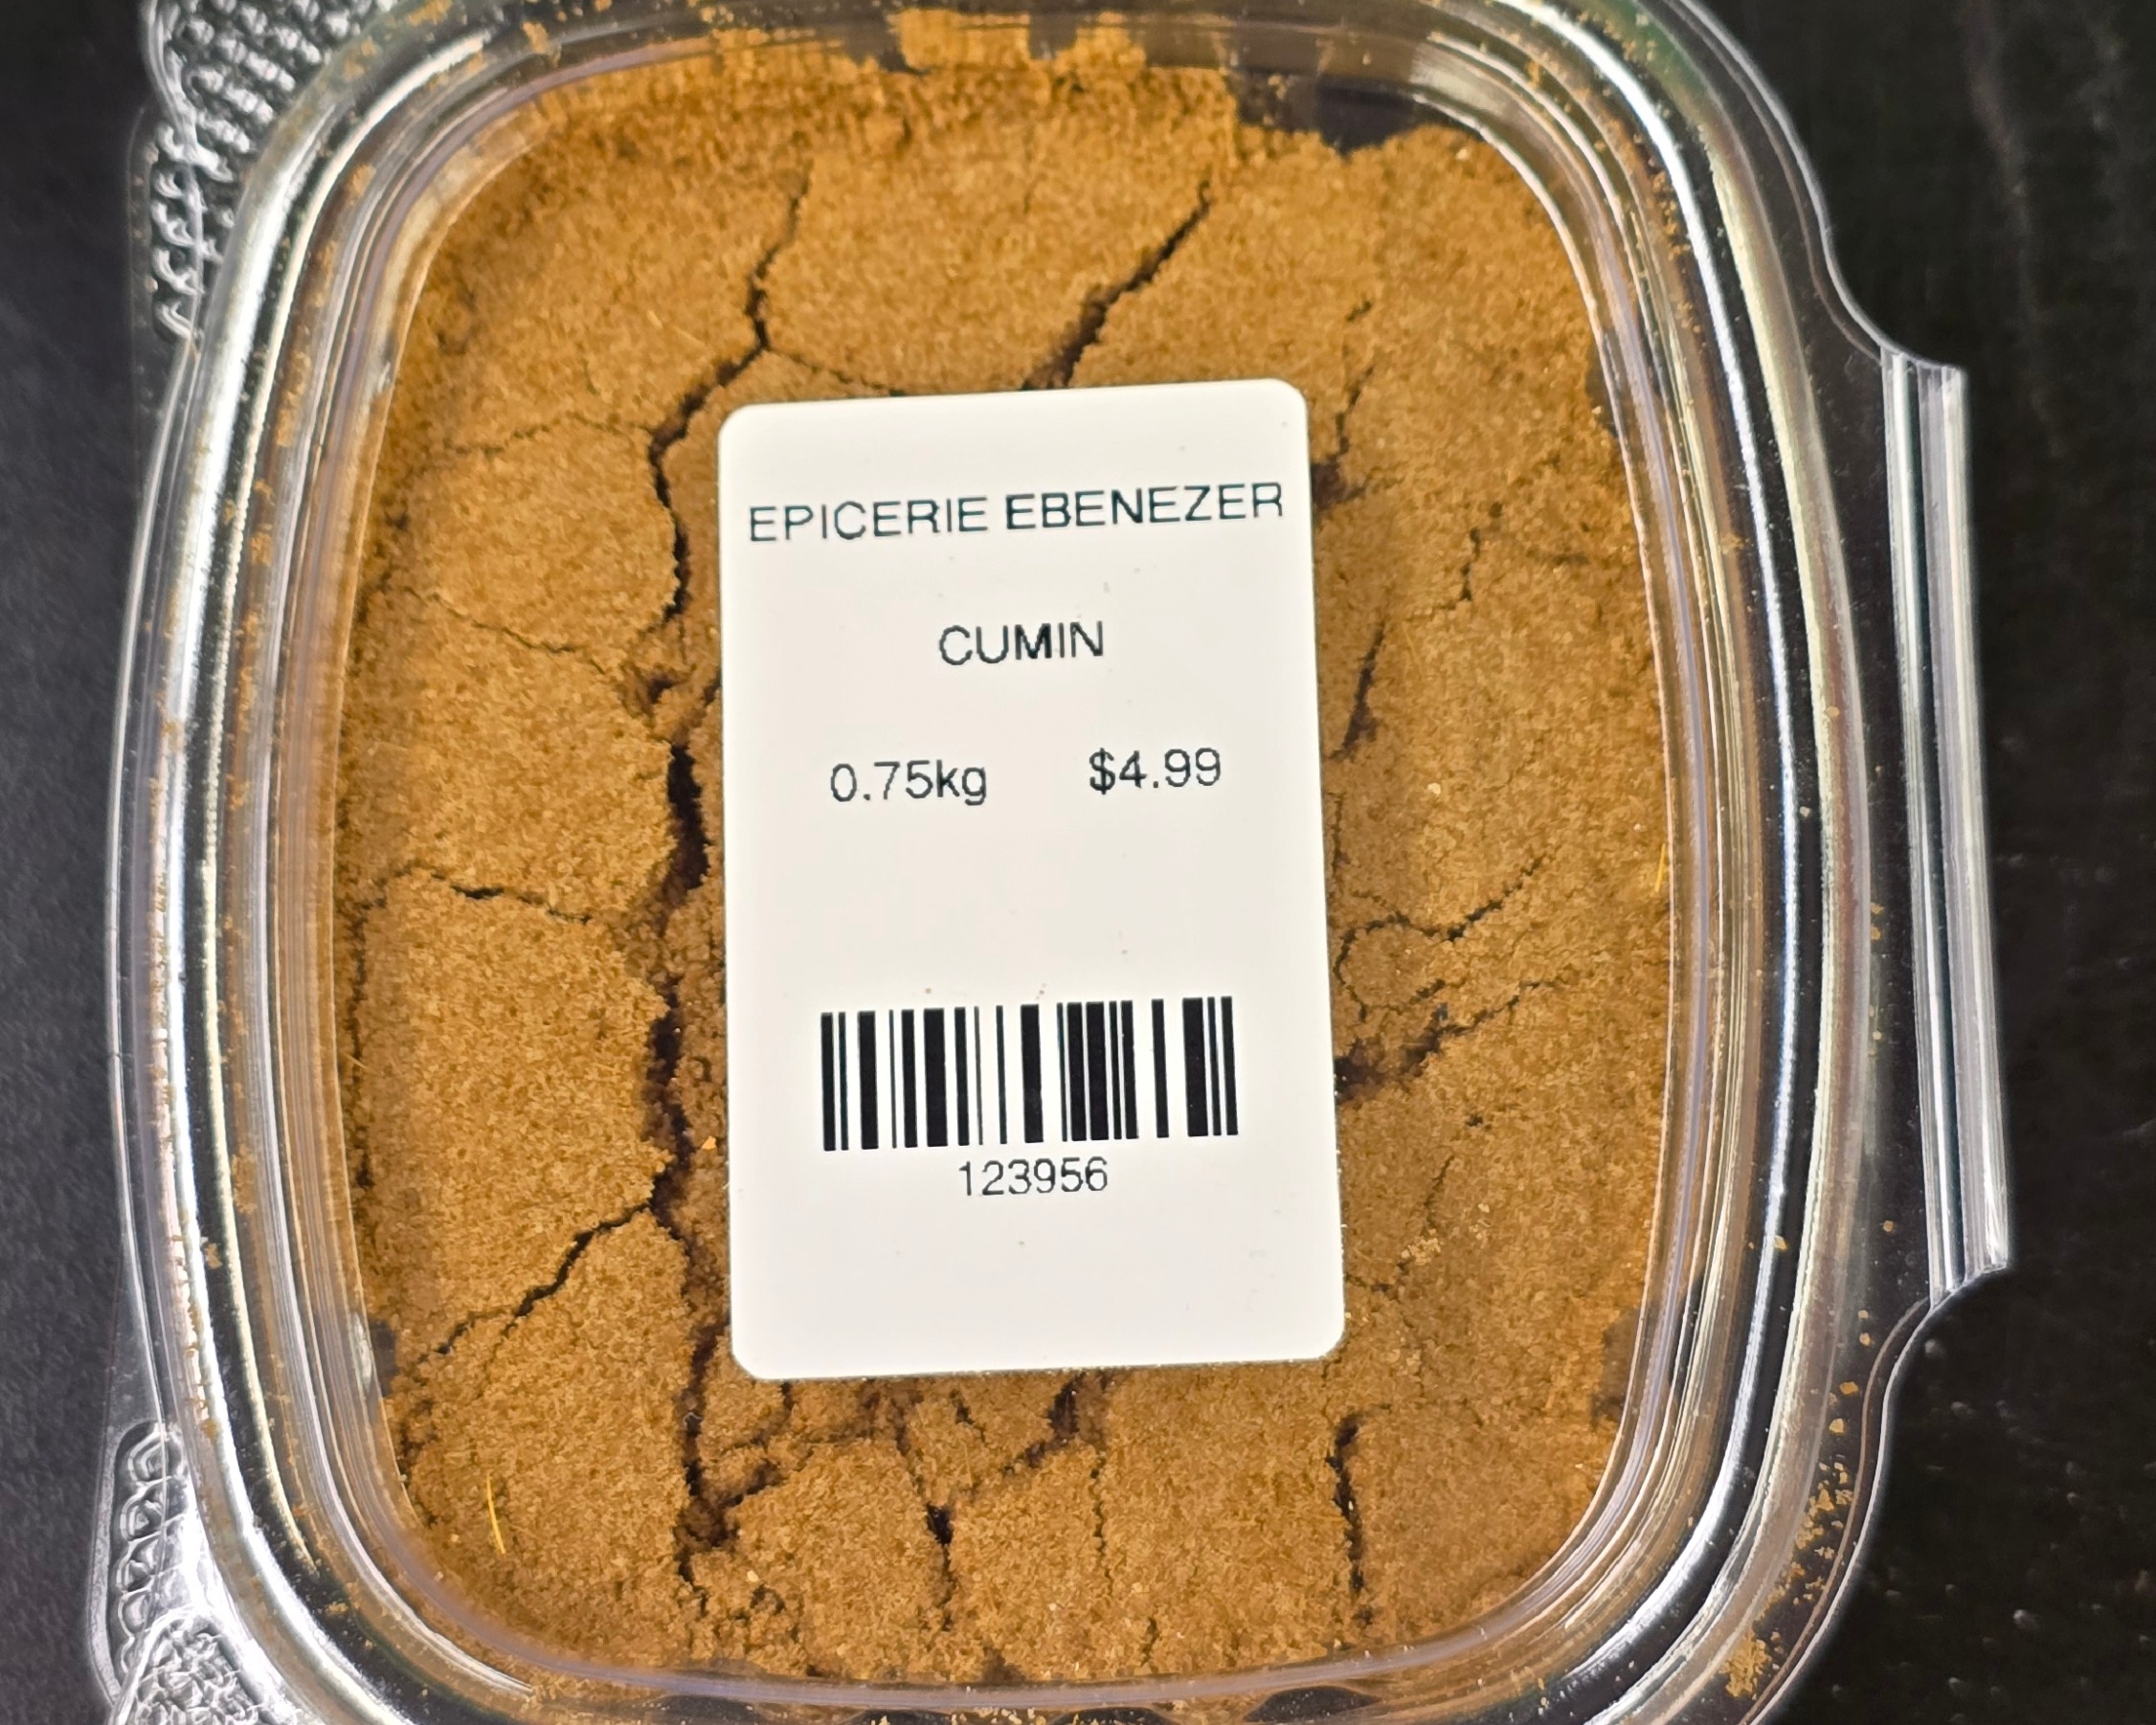 EPICERIE EBENEZER
CUMIN
0.75kg $4.99
123956